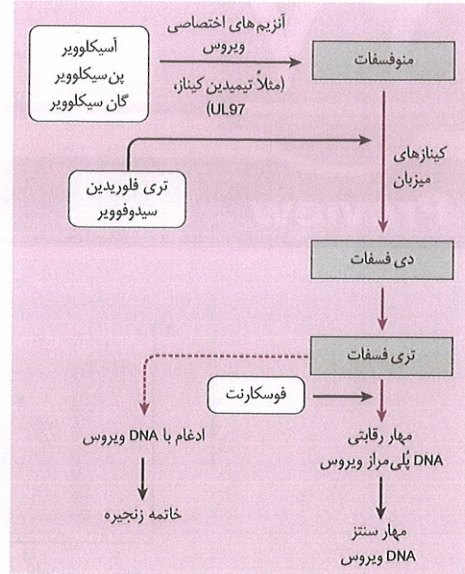 آسیکلوویر
پن‌سیکلوویر
گان سیکلوویر
آنزیم‌های اختصاصی
ویروس
(مثلاً تیمیدین کیناز،
UL97)
منوفسفات
کینازهای
میزبان
تری فلوریدین
سیدوفوویر
دی فسفات
تری فسفات
فوسکارنت
ادغام با DNA ویروس
خاتمه زنجیره
مهار رقابتی
DNA پُلی‌مراز ویروس
مهار سنتز
DNA ویروس